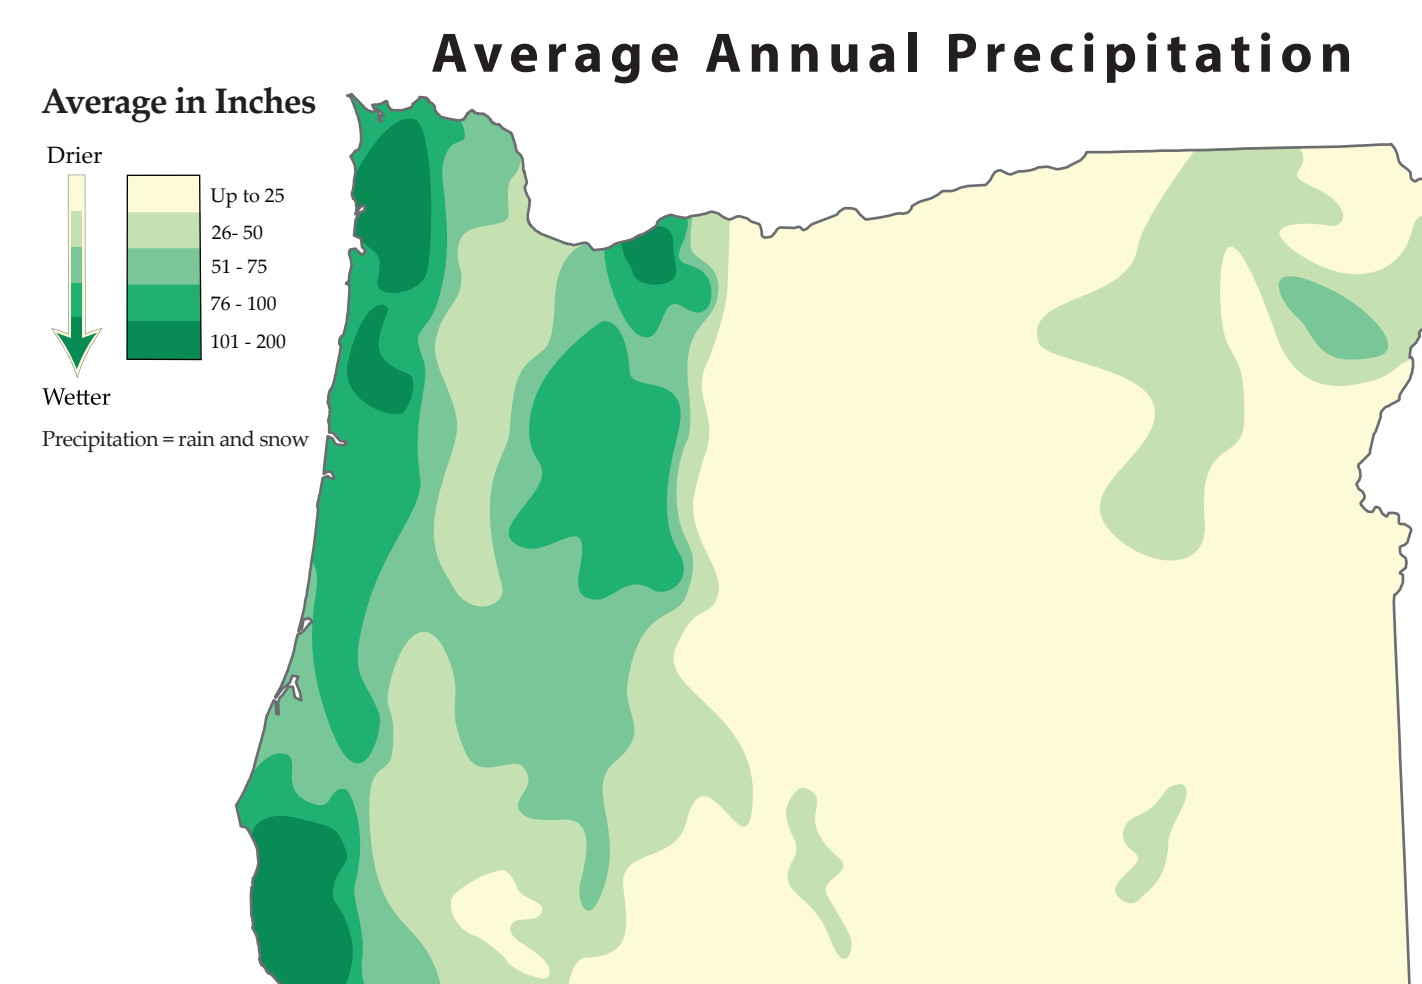 Average Annual Precipitation
Average in Inches
Drier
Up to 25
26- 50
51 - 75
76 - 100
101 - 200
Wetter
Precipitation = rain and snow